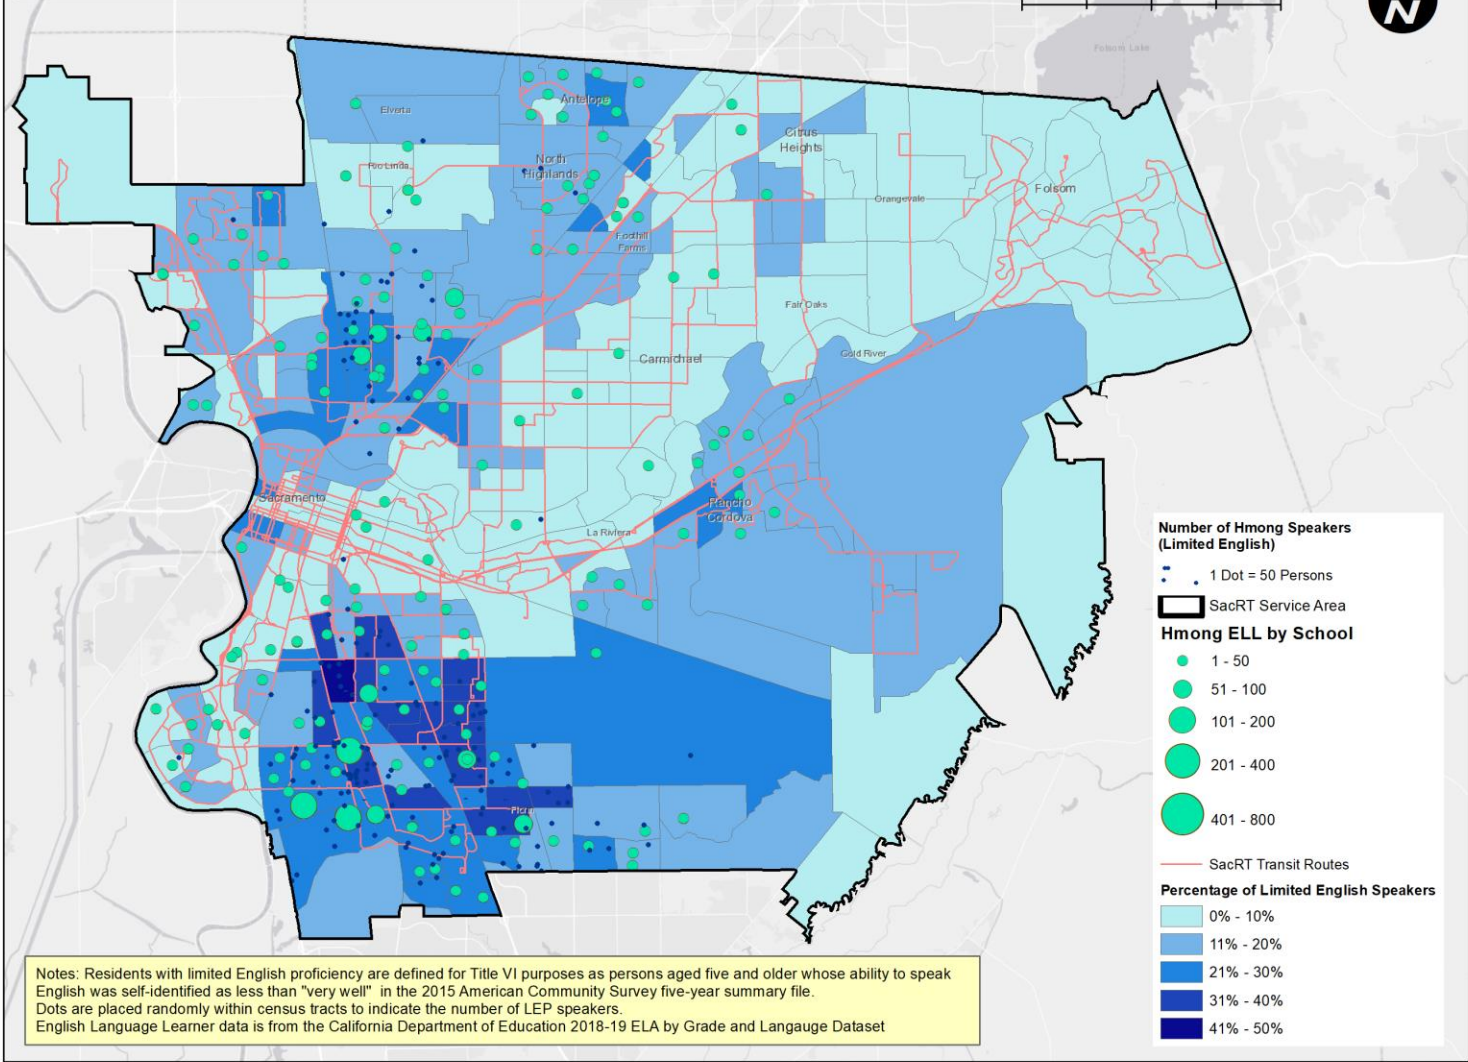 N
Folsom Lake
Antelope
Elverta
Citrus
Heights
North
Highlands
Rio Linda
Folsom
Orangevale
Foothill
Farms
Fair Oaks
Gold River
Carmichael
Sacramento
Rancho
Cordova
La Riviera
Florin
Number of Hmong Speakers
(Limited English)
1 Dot = 50 Persons
SacRT Service Area
Hmong ELL by School
1 - 50
51 - 100
101 - 200
201 - 400
401 - 800
SacRT Transit Routes
Percentage of Limited English Speakers
0% - 10%
11% - 20%
21% - 30%
31% - 40%
41% - 50%
Notes: Residents with limited English proficiency are defined for Title VI purposes as persons aged five and older whose ability to speak
English was self-identified as less than "very well" in the 2015 American Community Survey five-year summary file.
Dots are placed randomly within census tracts to indicate the number of LEP speakers.
English Language Learner data is from the California Department of Education 2018-19 ELA by Grade and Langauge Dataset